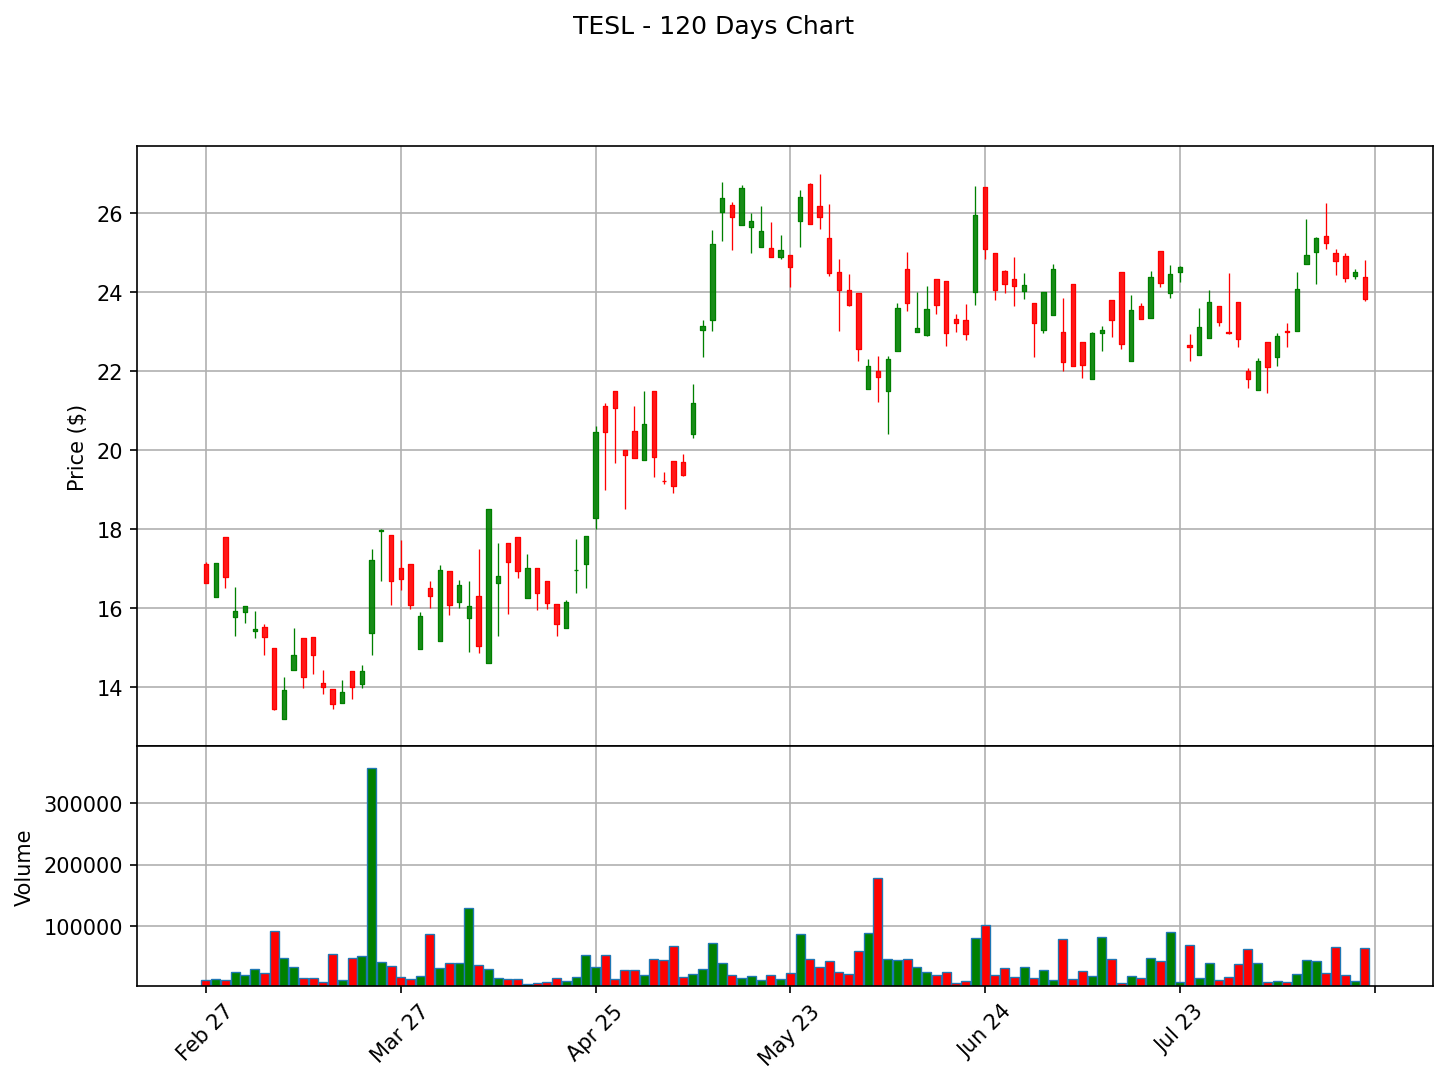 TESL - 120 Days Chart
Price ($)
26
24
22
20
18
16
14
Volume
300000
200000
100000
Feb 27
Mar 27
Apr 25
May 23
Jun 24
Jul 23